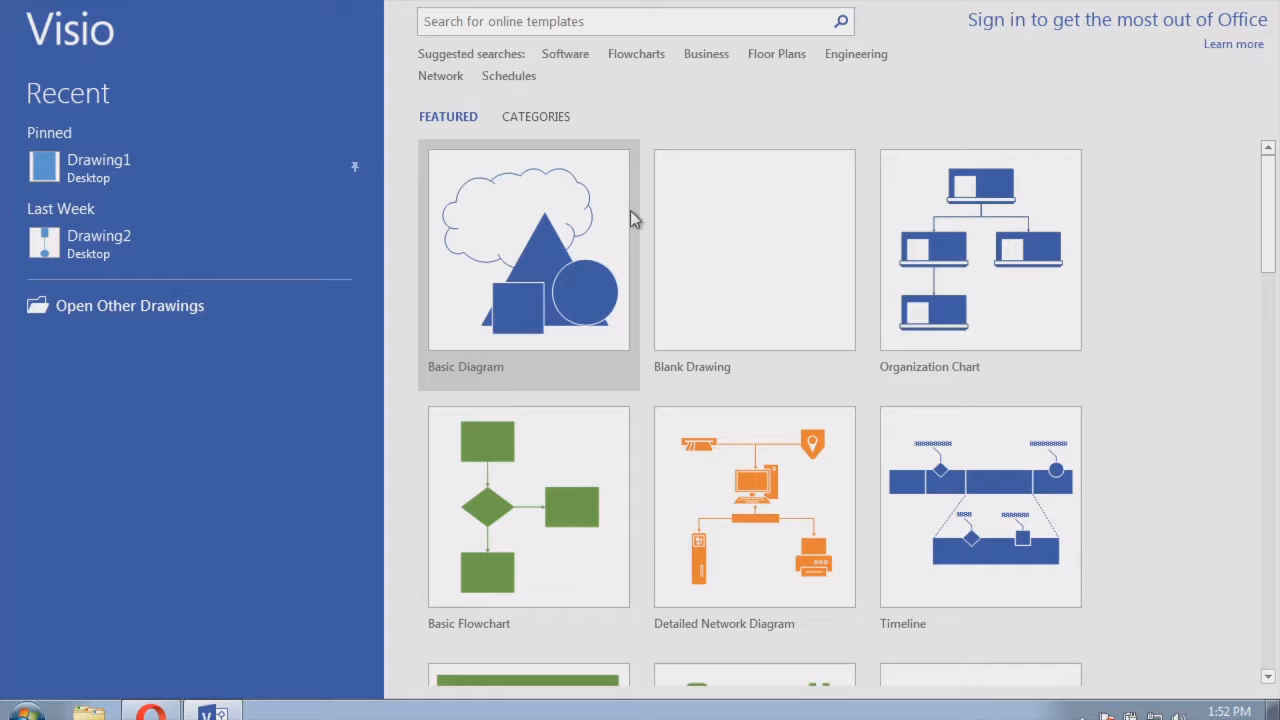 Visio
Recent
Pinned
Drawing1
Desktop
Last Week
Drawing2
Desktop
Open Other Drawings
Search for online templates
Sign in to get the most out of Office
Learn more
Suggested searches: Software Flowcharts Business Floor Plans Engineering
Network Schedules
FEATURED CATEGORIES
Basic Diagram Blank Drawing Organization Chart
Basic Flowchart Detailed Network Diagram Timeline
1:52 PM